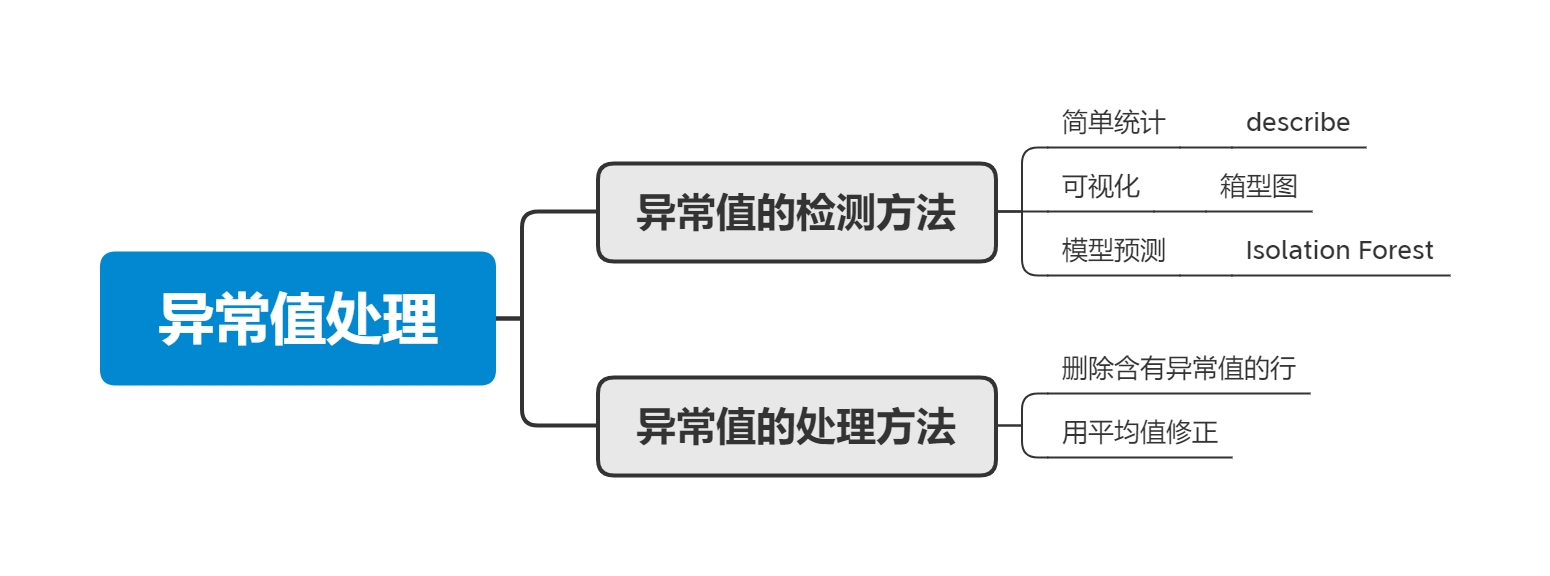 异常值处理
异常值的检测方法
简单统计 describe
可视化 箱型图
模型预测 Isolation Forest
异常值的处理方法
删除含有异常值的行
用平均值修正